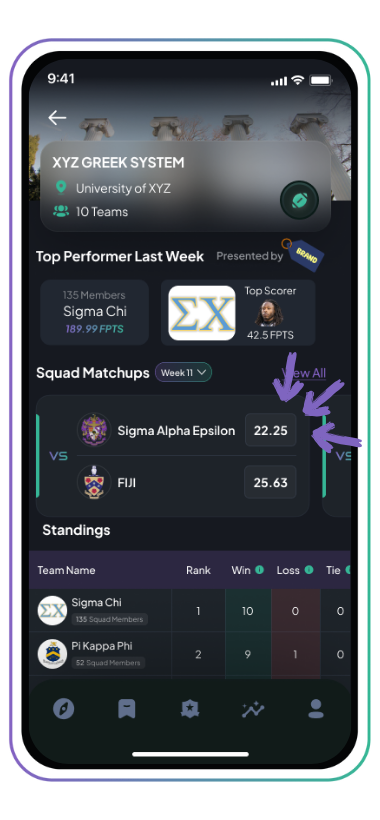 9:41
XYZ GREEK SYSTEM
University of XYZ
10 Teams
Top Performer Last Week Presented by BRAND
135 Members
Sigma Chi
189.99 FPTS
ΣΧ
Top Scorer
42.5 FPTS
Squad Matchups Week 11 View All
VS
Sigma Alpha Epsilon 22.25
FIJI 25.63
VS
Standings
Team Name Rank Win Loss Tie
ΣΧ Sigma Chi 1 10 0 0
135 Squad Members
Pi Kappa Phi 2 9 1 0
52 Squad Members